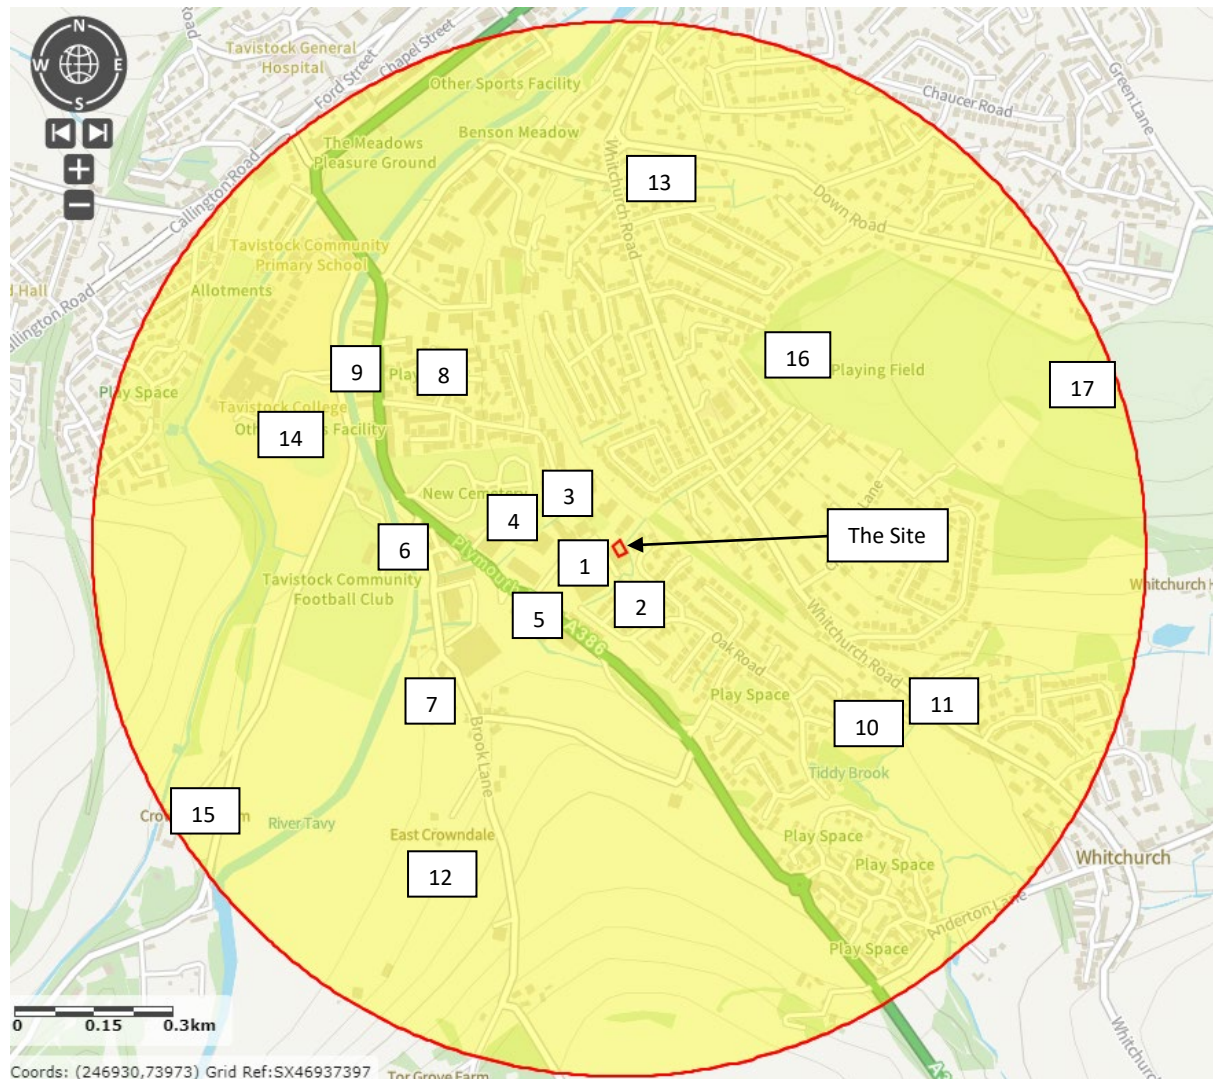 N
W
E
S
Tavistock General
Hospital
Road
Ford Street
Chapel Street
Other Sports Facility
Benson Meadow
The Meadows
Pleasure Ground
Chaucer Road
Green Lane
Whitchurch Road
13
Down Road
Callington Road
Tavistock Community
Primary School
Allotments
Hall
Callington Road
Play Space
9
8
16
Playing Field
17
Tavistock College
14
New Cemetery
3
4
The Site
6
Plymouth
1
Tavistock Community
Football Club
5
A386
2
Oak Road
Lane
Whitchurch
Whitchurch Road
Play Space
7
Brook Lane
10
11
Tiddy Brook
15
River Tavy
East Crowndale
12
Play Space
Play Space
Whitchurch
Anderton Lane
Play Space
Whitchurch
0
0.15
0.3km
Coords: (246930,73973) Grid Ref:SX46937397
Tor Grove Farm